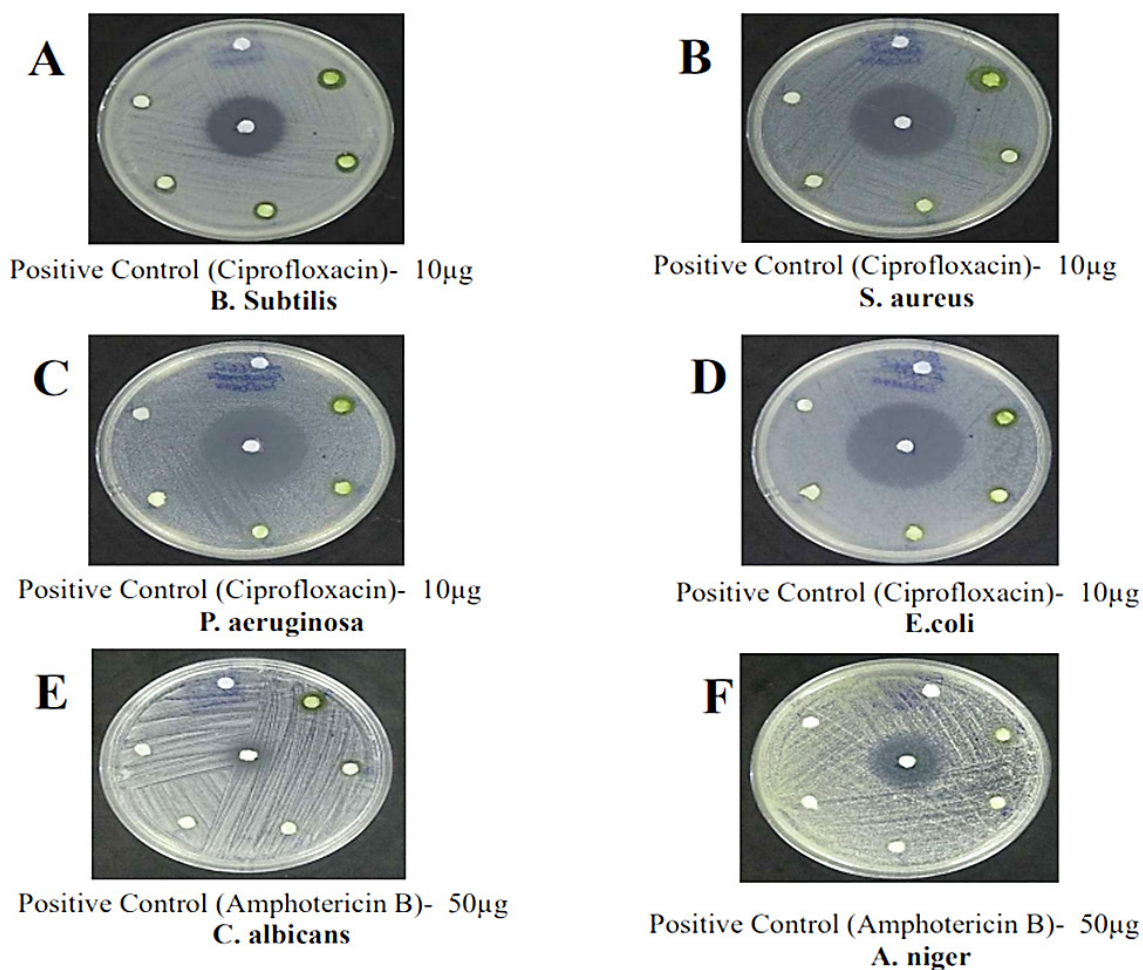 A
B
Positive Control (Ciprofloxacin)- 10µg
B. Subtilis
Positive Control (Ciprofloxacin)- 10µg
S. aureus
C
D
Positive Control (Ciprofloxacin)- 10µg
P. aeruginosa
Positive Control (Ciprofloxacin)- 10µg
E.coli
E
F
Positive Control (Amphotericin B)- 50µg
C. albicans
Positive Control (Amphotericin B)- 50µg
A. niger